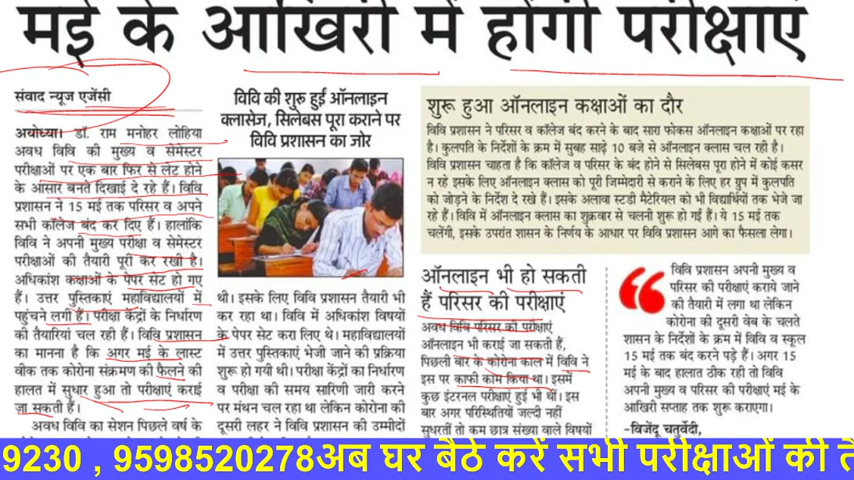 मई के आखिरी में होंगी परीक्षाएं
संवाद न्यूज एजेंसी
अयोध्या। डॉ. राम मनोहर लोहिया
अवध विवि की मुख्य व सेमेस्टर
परीक्षाओं पर एक बार फिर से लेट होने
के आसार बनते दिखाई दे रहे हैं। विवि
प्रशासन ने 15 मई तक परिसर व अपने
सभी कॉलेज बंद कर दिए हैं। हालांकि
विवि ने अपनी मुख्य परीक्षा व सेमेस्टर
परीक्षाओं की तैयारी पूरी कर रखी है।
अधिकांश कक्षाओं के पेपर सेट हो गए
हैं। उत्तर पुस्तिकाएं महाविद्यालयों में
पहुंचने लगी हैं। परीक्षा केंद्रों के निर्धारण
की तैयारियां चल रही हैं। विवि प्रशासन
का मानना है कि अगर मई के लास्ट
वीक तक कोरोना संक्रमण की फैलने की
हालत में सुधार हुआ तो परीक्षाएं कराई
जा सकती हैं।
अवध विवि का सेशन पिछले वर्ष के
विवि की शुरू हुई ऑनलाइन
क्लासेज, सिलेबस पूरा कराने पर
विवि प्रशासन का जोर
थी। इसके लिए विवि प्रशासन तैयारी भी
कर रहा था। विवि में अधिकांश विषयों
के पेपर सेट करा लिए थे। महाविद्यालयों
में उत्तर पुस्तिकाएं भेजी जाने की प्रक्रिया
शुरू हो गयी थी। परीक्षा केंद्रों का निर्धारण
व परीक्षा की समय सारिणी जारी करने
पर मंथन चल रहा था लेकिन कोरोना की
दूसरी लहर ने विवि प्रशासन की उम्मीदों
शुरू हुआ ऑनलाइन कक्षाओं का दौर
विवि प्रशासन ने परिसर व कॉलेज बंद करने के बाद सारा फोकस ऑनलाइन कक्षाओं पर रहा
है। कुलपति के निर्देशों के क्रम में सुबह साढ़े 10 बजे से ऑनलाइन क्लास चल रही है।
विवि प्रशासन चाहता है कि कॉलेज व परिसर के बंद होने से सिलेबस पूरा होने में कोई कसर
न रहे इसके लिए ऑनलाइन क्लास को पूरी जिम्मेदारी से कराने के लिए हर ग्रुप में कुलपति
को जोड़ने के निर्देश दे रखे हैं। इसके अलावा स्टडी मैटेरियल को भी विद्यार्थियों तक भेजे जा
रहे हैं। विवि में ऑनलाइन क्लास का शुक्रवार से चलनी शुरू हो गई हैं। ये 15 मई तक
चलेंगी, इसके उपरांत शासन के निर्णय के आधार पर विवि प्रशासन आगे का फैसला लेगा।
ऑनलाइन भी हो सकती
हैं परिसर की परीक्षाएं
अवध विवि परिसर की परीक्षाएं
ऑनलाइन भी कराई जा सकती हैं,
पिछली बार के कोरोना काल में विवि ने
इस पर काफी काम किया था। इसमें
कुछ इंटरनल परीक्षाएं हुई भी थीं। इस
बार अगर परिस्थितियां जल्दी नहीं
सुधरतीं तो कम छात्र संख्या वाले विषयों
विवि प्रशासन अपनी मुख्य व
परिसर की परीक्षाएं कराये जाने
की तैयारी में लगा था लेकिन
कोरोना की दूसरी वेब के चलते
शासन के निर्देशों के क्रम में विवि व स्कूल
15 मई तक बंद करने पड़े हैं। अगर 15
मई के बाद हालात ठीक रही तो विवि
अपनी मुख्य व परिसर की परीक्षाएं मई के
आखिरी सप्ताह तक शुरू कराएगा।
-विजेंदू चतुर्वेदी,
9230 , 9598520278अब घर बैठे करें सभी परीक्षाओं की तै